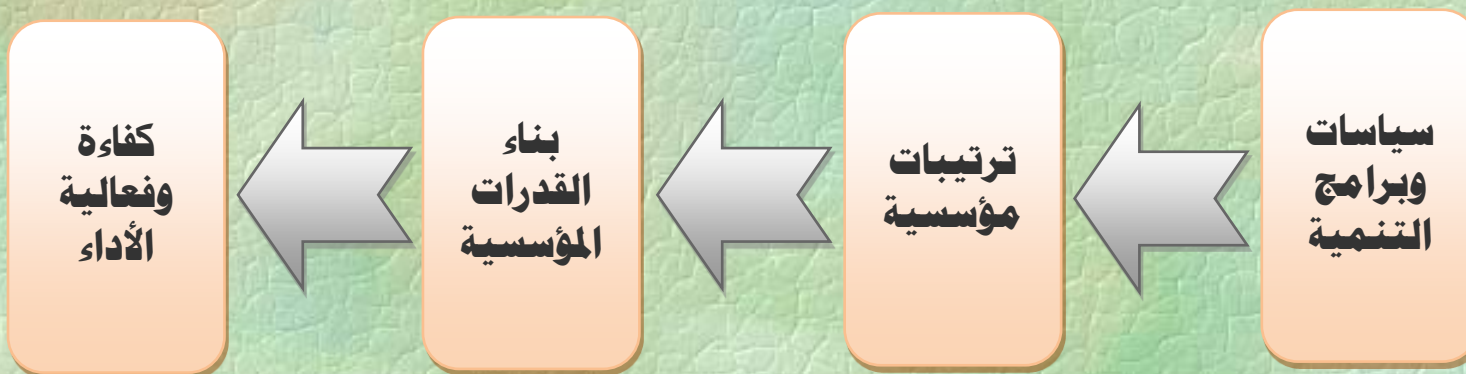 سياسات
وبرامج
التنمية
ترتيبات
مؤسسية
بناء
القدرات
المؤسسية
كفاءة
وفعالية
الأداء